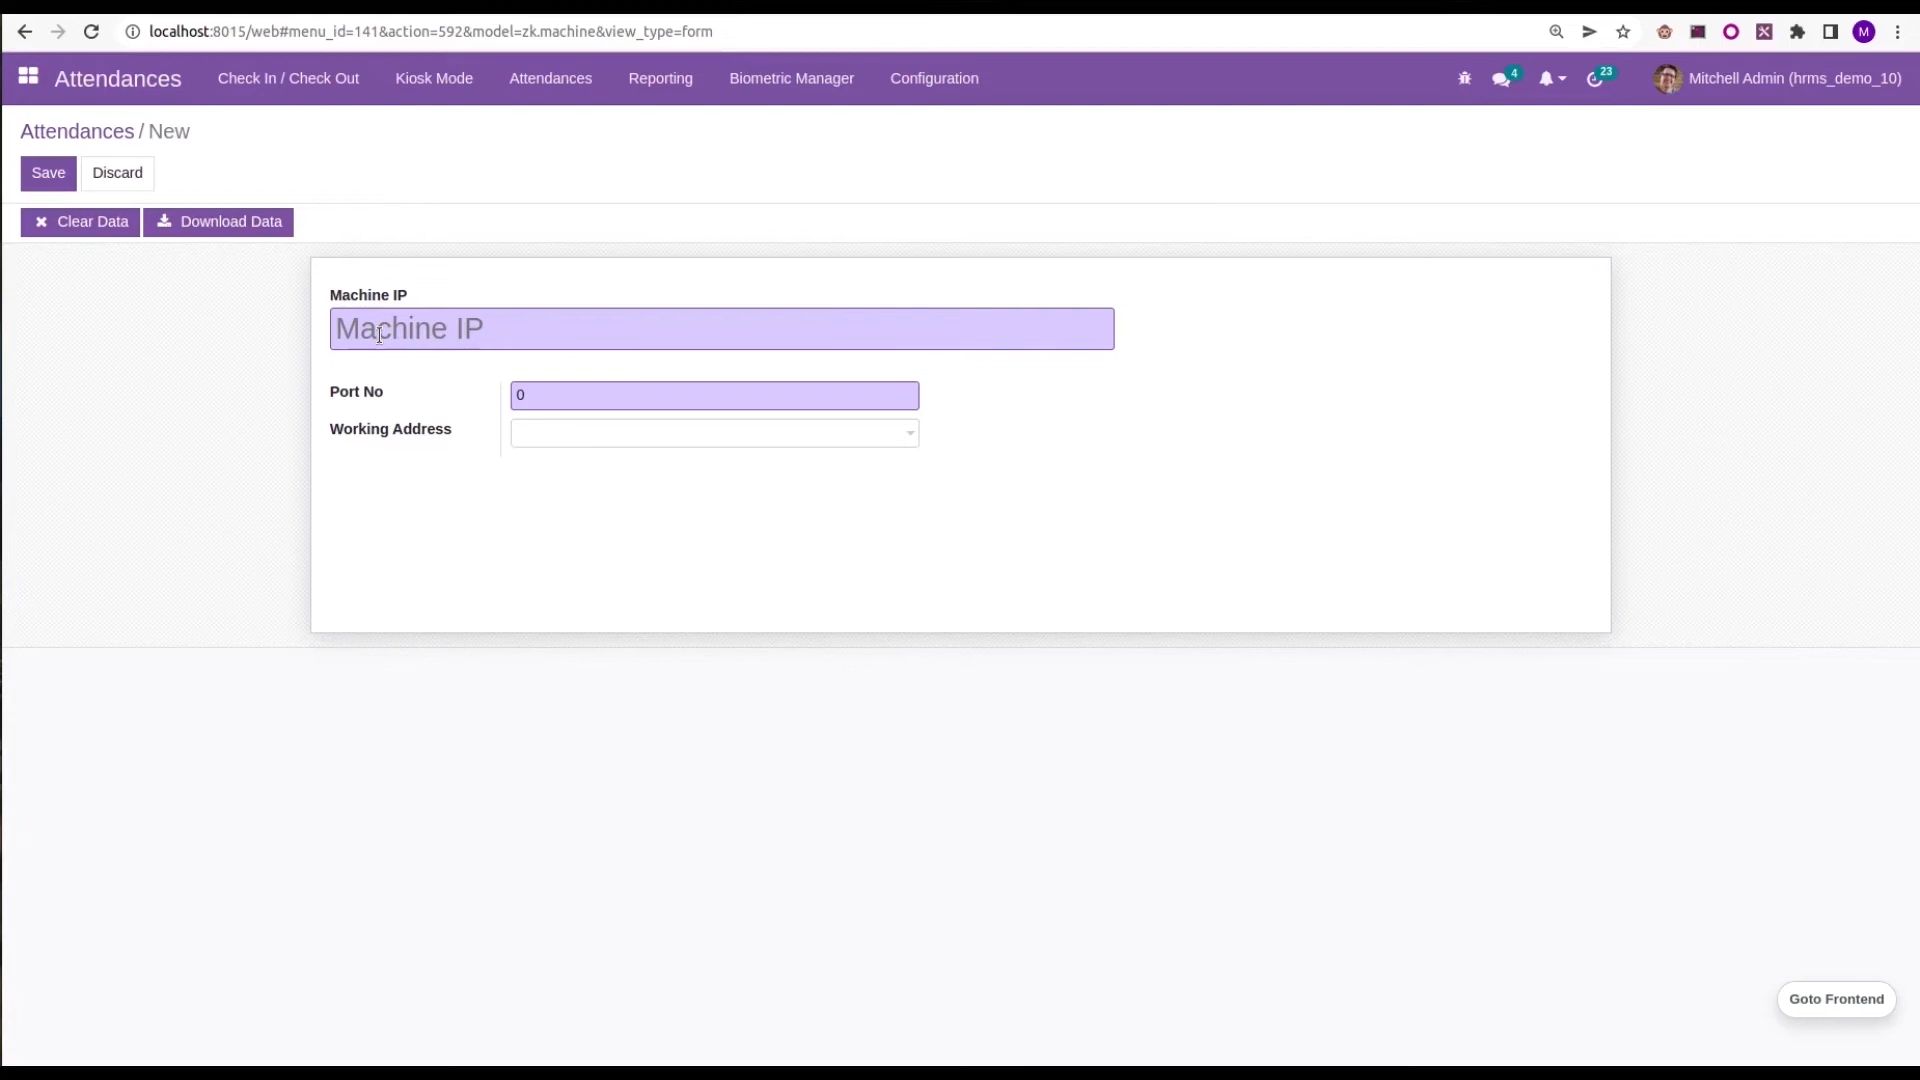 localhost:8015/web#menu_id=141&action=592&model=zk.machine&view_type=form
M
Attendances Check In / Check Out Kiosk Mode Attendances Reporting Biometric Manager Configuration 4 23 Mitchell Admin (hrms_demo_10)
Attendances / New
Save Discard
Clear Data Download Data
Machine IP
Machine IP
Port No 0
Working Address
Goto Frontend